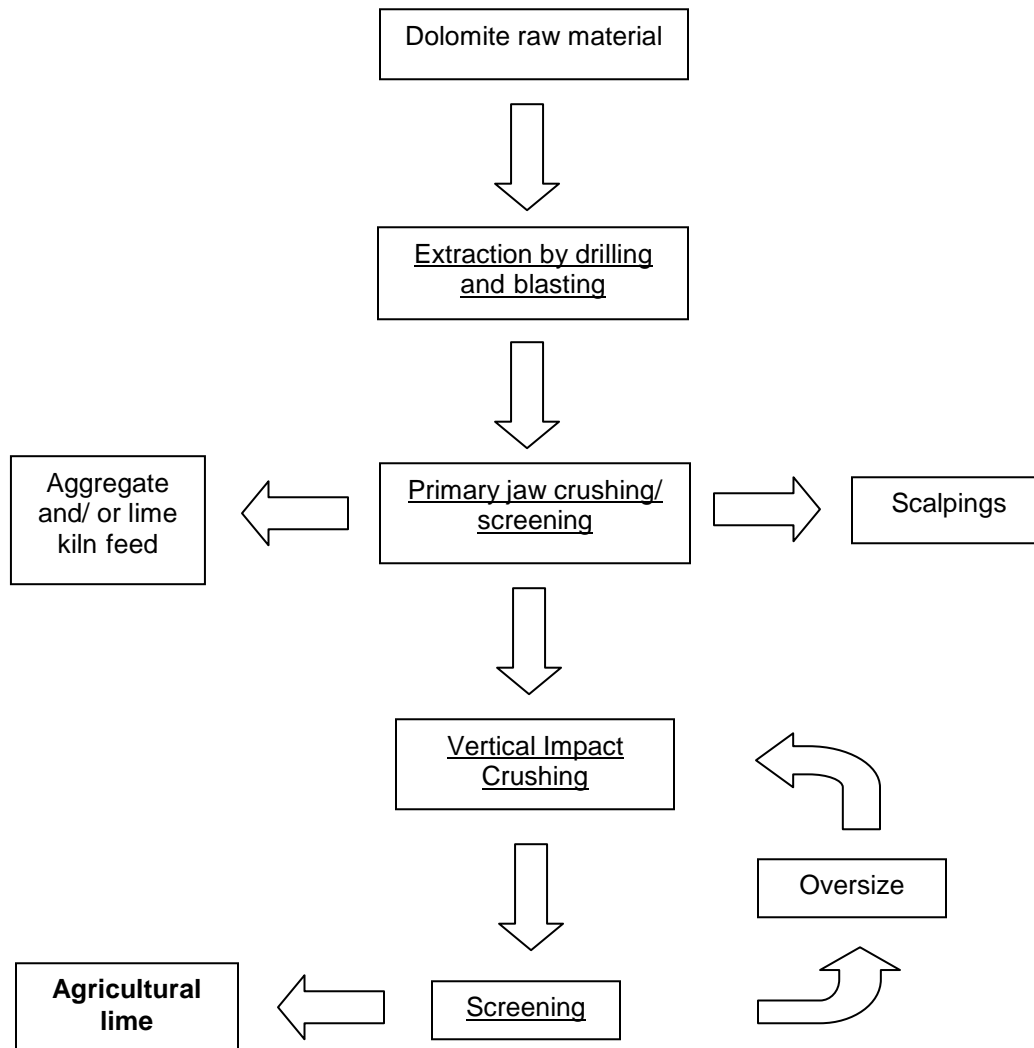 Dolomite raw material
Extraction by drilling
and blasting
Aggregate
and/ or lime
kiln feed
Primary jaw crushing/
screening
Scalpings
Vertical Impact
Crushing
Oversize
Agricultural
lime
Screening